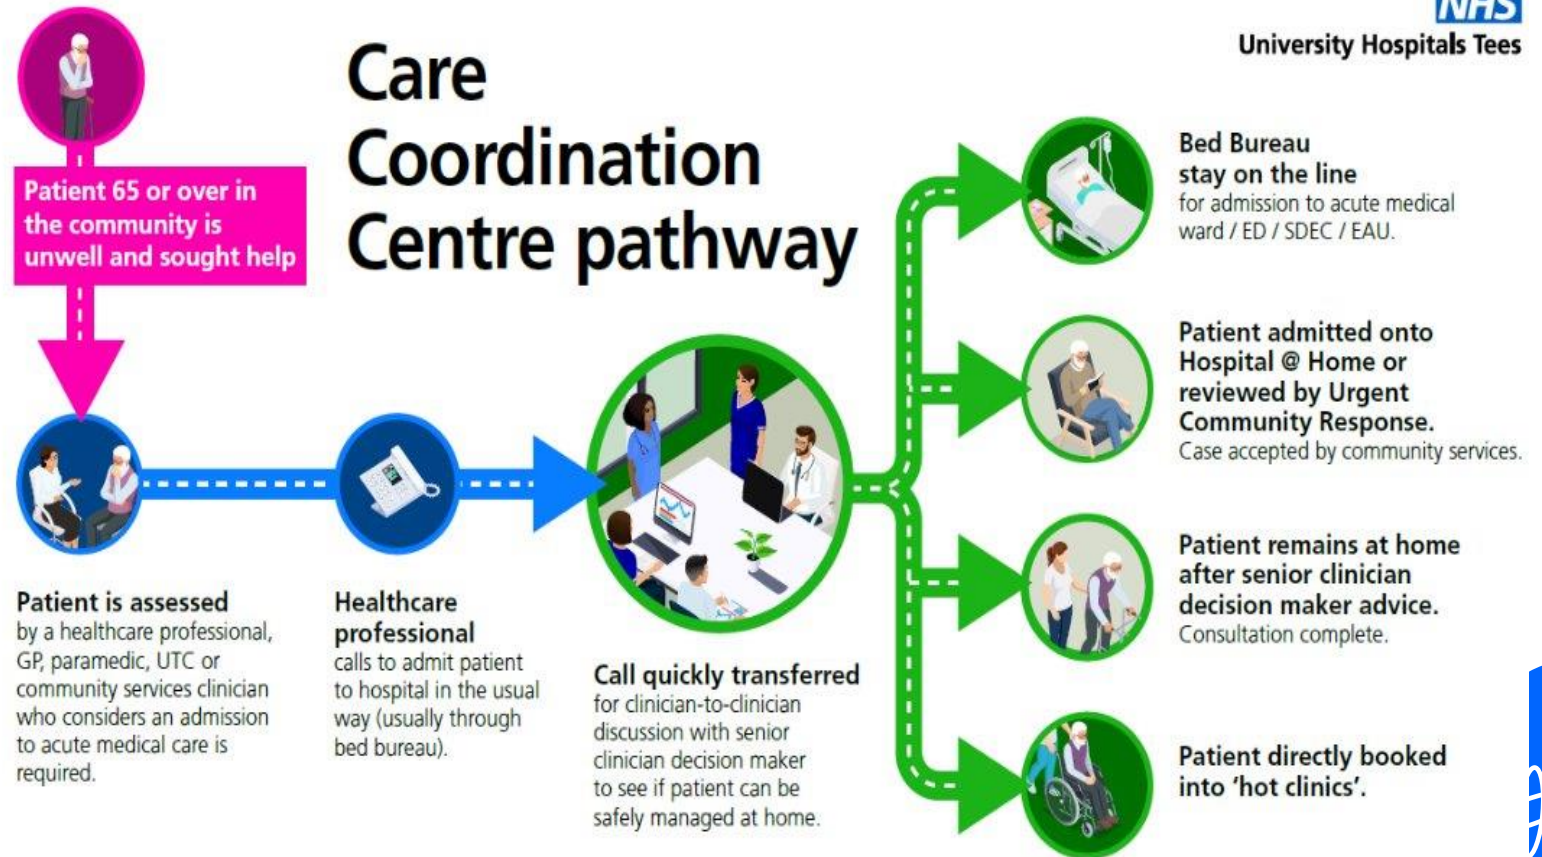 NHS
University Hospitals Tees
Care
Coordination
Centre pathway
Patient 65 or over in
the community is
unwell and sought help
Patient is assessed
by a healthcare professional,
GP, paramedic, UTC or
community services clinician
who considers an admission
to acute medical care is
required.
Healthcare
professional
calls to admit patient
to hospital in the usual
way (usually through
bed bureau).
Call quickly transferred
for clinician-to-clinician
discussion with senior
clinician decision maker
to see if patient can be
safely managed at home.
Bed Bureau
stay on the line
for admission to acute medical
ward / ED / SDEC / EAU.
Patient admitted onto
Hospital @ Home or
reviewed by Urgent
Community Response.
Case accepted by community services.
Patient remains at home
after senior clinician
decision maker advice.
Consultation complete.
Patient directly booked
into ‘hot clinics’.